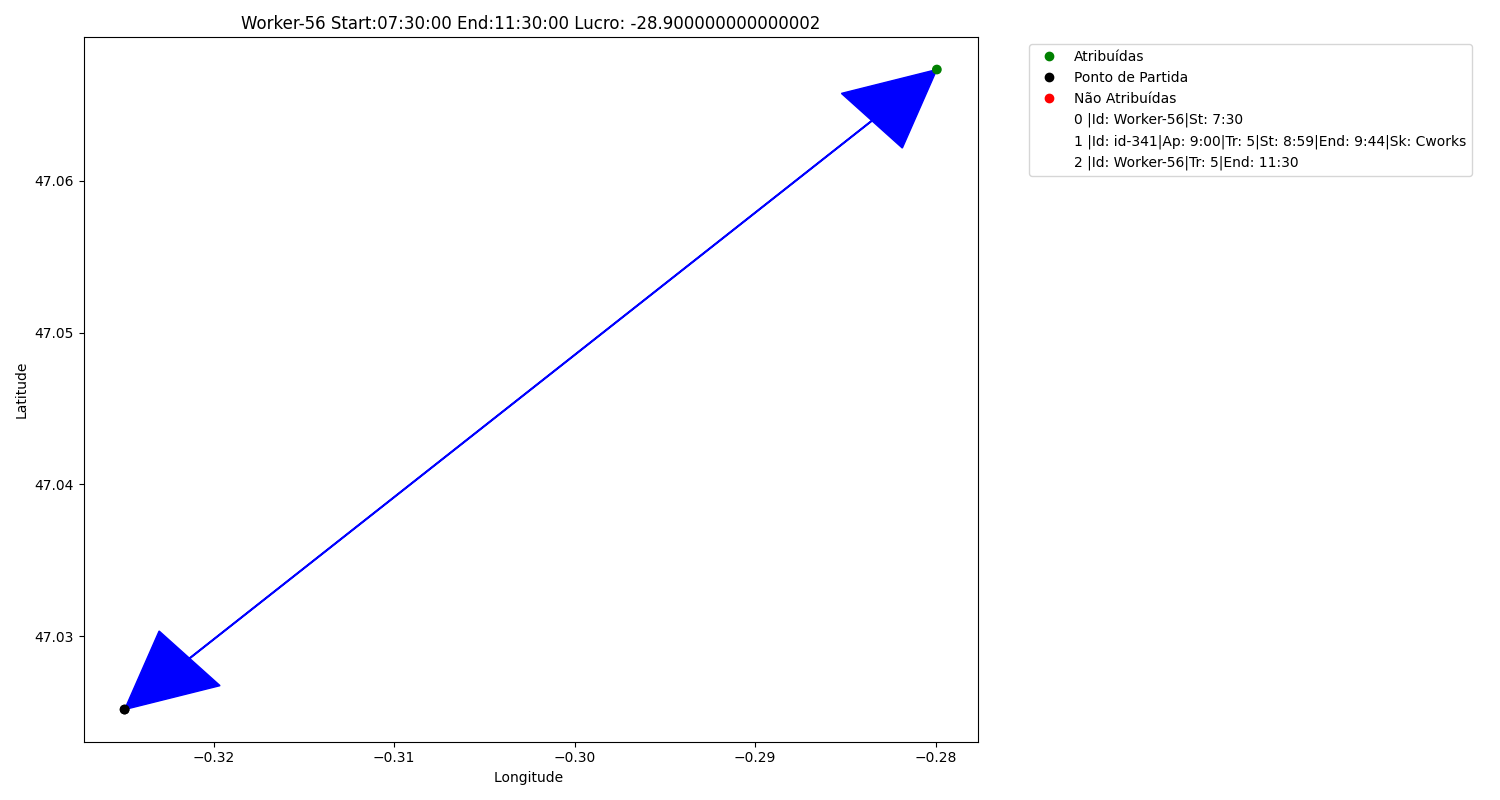 Worker-56 Start:07:30:00 End:11:30:00 Lucro: -28.900000000000002
Atribuídas
Ponto de Partida
Não Atribuídas
0 |Id: Worker-56|St: 7:30
1 |Id: id-341|Ap: 9:00|Tr: 5|St: 8:59|End: 9:44|Sk: Cworks
2 |Id: Worker-56|Tr: 5|End: 11:30
47.06
47.05
47.04
47.03
Latitude
−0.32
−0.31
−0.30
−0.29
−0.28
Longitude